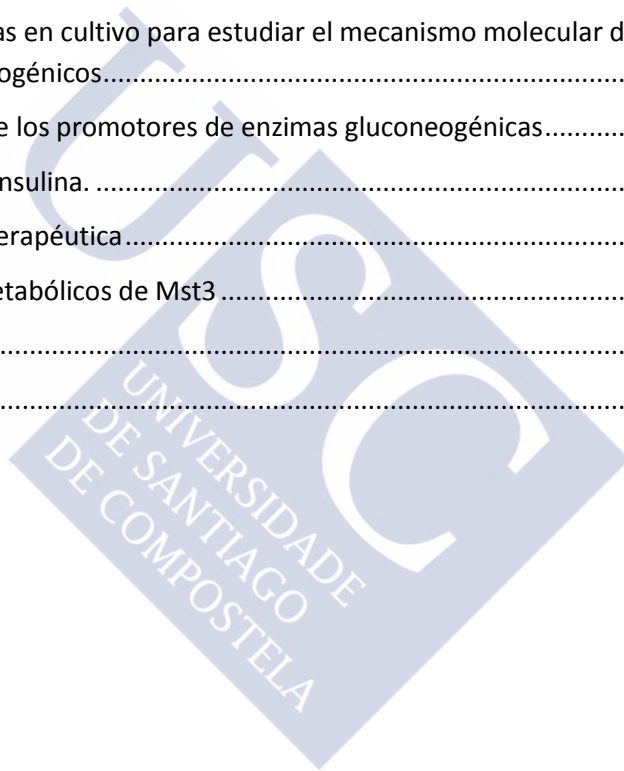 as en cultivo para estudiar el mecanismo molecular d
ogénicos.......................................................................................
e los promotores de enzimas gluconeogénicas............
nsulina. ......................................................................................
erapéutica..................................................................................
etabólicos de Mst3....................................................................
.....................................................................................................
.....................................................................................................
USC
UNIVERSIDADE
DE SANTIAGO
DE COMPOSTELA